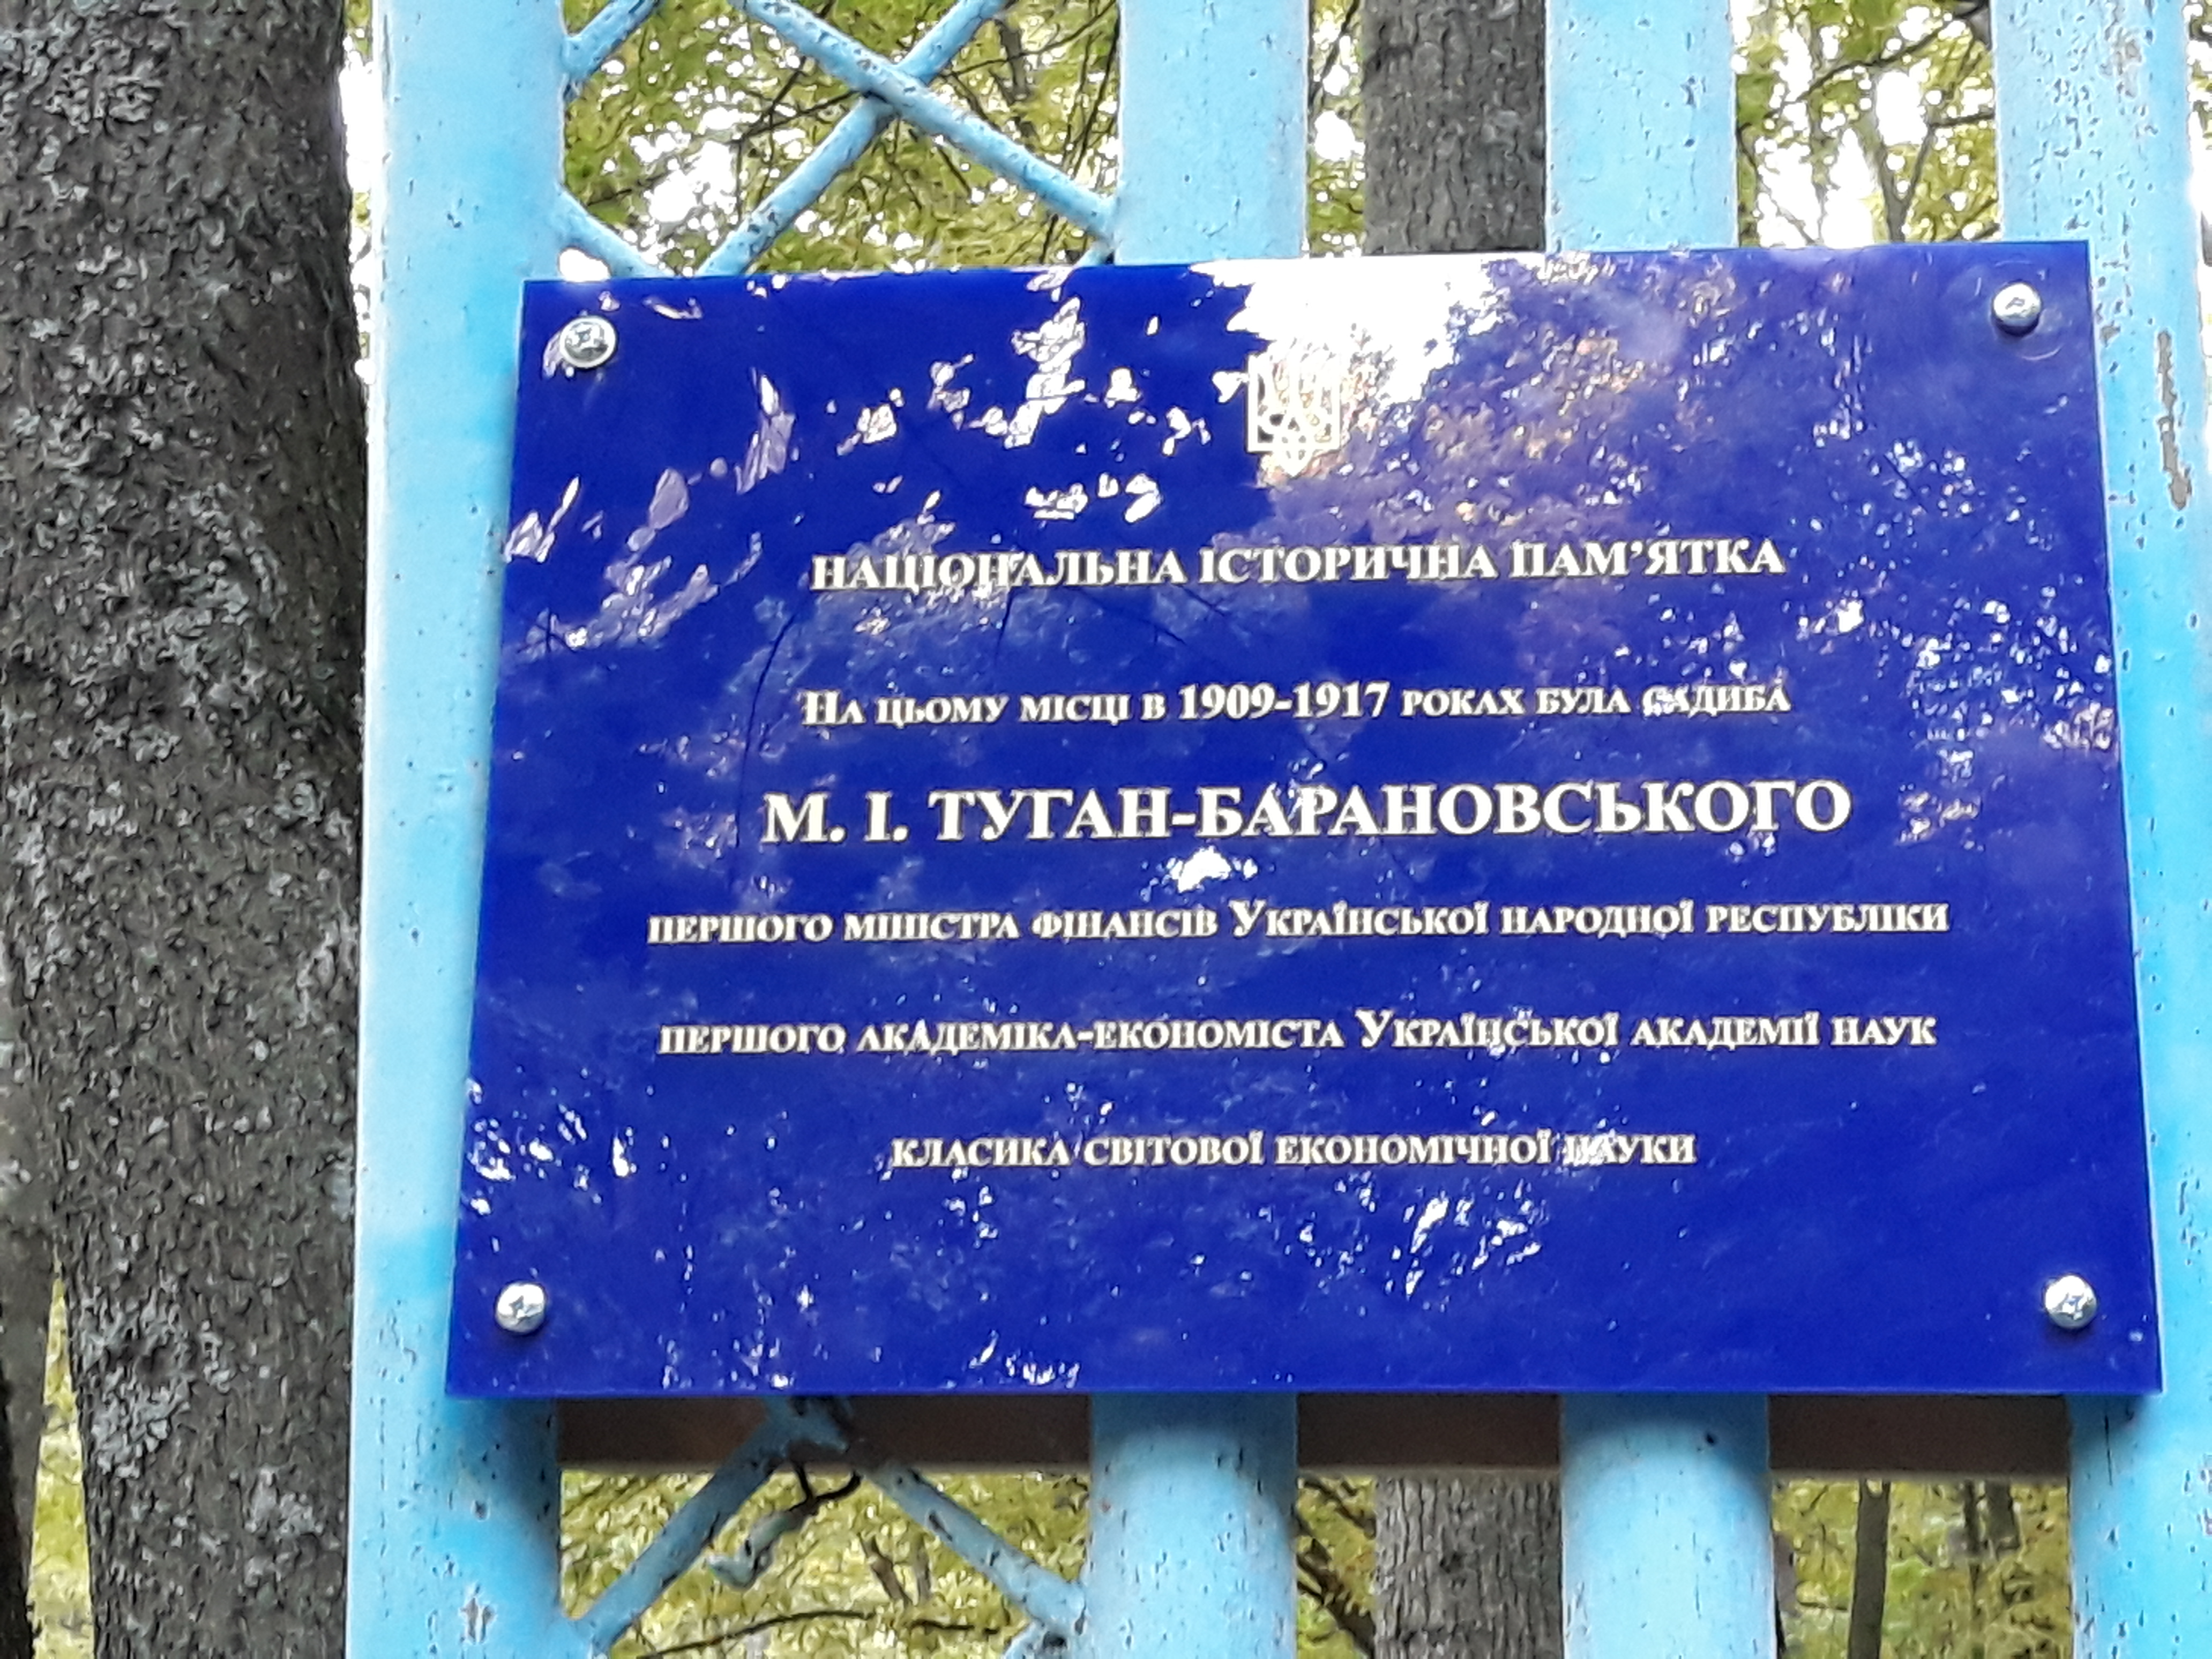 НАЦІОНАЛЬНА ІСТОРИЧНА ПАМ’ЯТКА
На цьому місці в 1909-1917 роках була садиба
М. І. ТУГАН-БАРАНОВСЬКОГО
першого міністра фінансів Української народної республіки
першого академіка-економіста Української академії наук
класика світової економічної науки